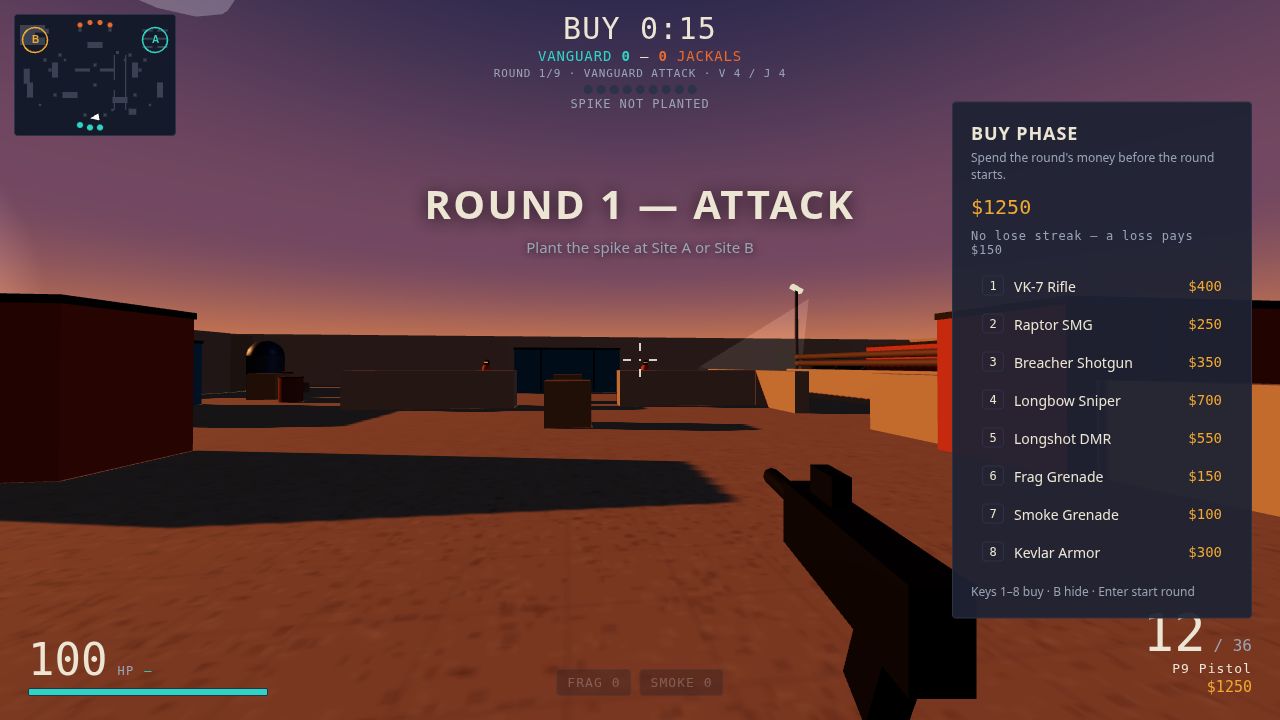 B
A
BUY 0:15
VANGUARD 0 — 0 JACKALS
ROUND 1/9 · VANGUARD ATTACK · V 4 / J 4
SPIKE NOT PLANTED
ROUND 1 — ATTACK
Plant the spike at Site A or Site B
BUY PHASE
Spend the round's money before the round
starts.
$1250
No lose streak — a loss pays
$150
1 VK-7 Rifle $400
2 Raptor SMG $250
3 Breacher Shotgun $350
4 Longbow Sniper $700
5 Longshot DMR $550
6 Frag Grenade $150
7 Smoke Grenade $100
8 Kevlar Armor $300
Keys 1–8 buy · B hide · Enter start round
100 HP —
FRAG 0 SMOKE 0
12 / 36
P9 Pistol
$1250